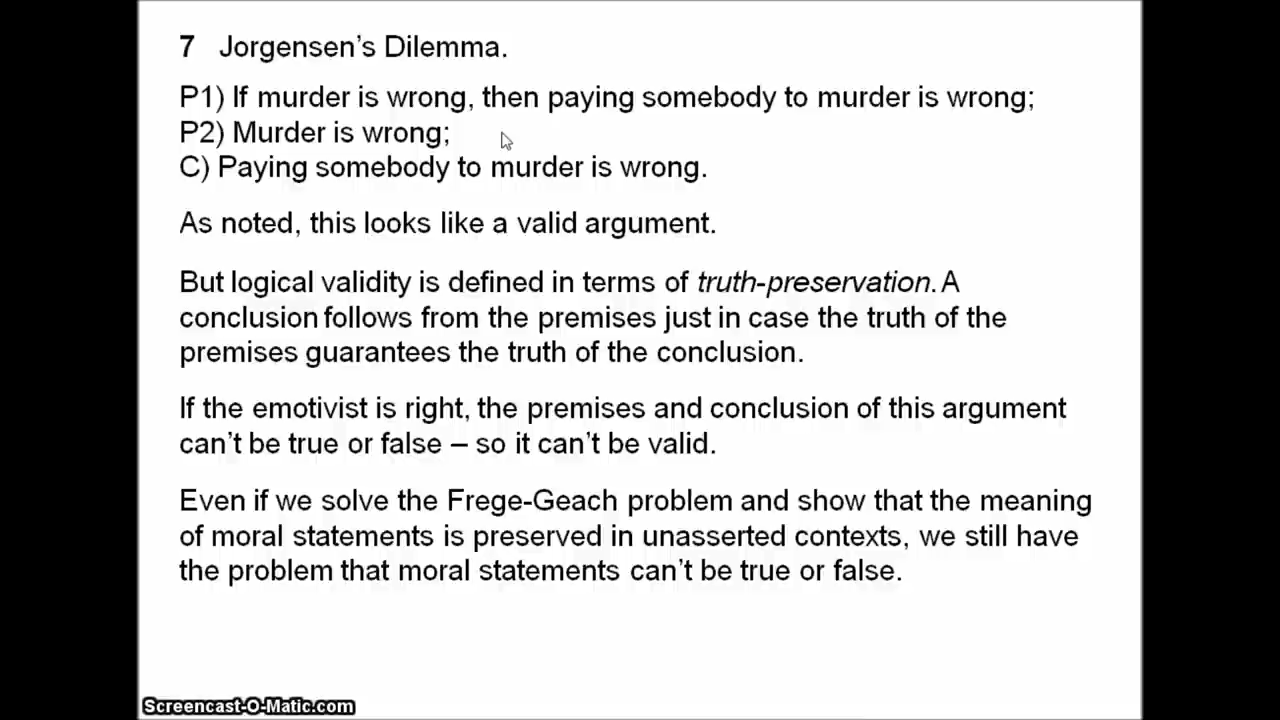 7 Jorgensen's Dilemma.
P1) If murder is wrong, then paying somebody to murder is wrong;
P2) Murder is wrong;
C) Paying somebody to murder is wrong.
As noted, this looks like a valid argument.
But logical validity is defined in terms of truth-preservation. A
conclusion follows from the premises just in case the truth of the
premises guarantees the truth of the conclusion.
If the emotivist is right, the premises and conclusion of this argument
can't be true or false – so it can't be valid.
Even if we solve the Frege-Geach problem and show that the meaning
of moral statements is preserved in unasserted contexts, we still have
the problem that moral statements can't be true or false.
Screencast-O-Matic.com